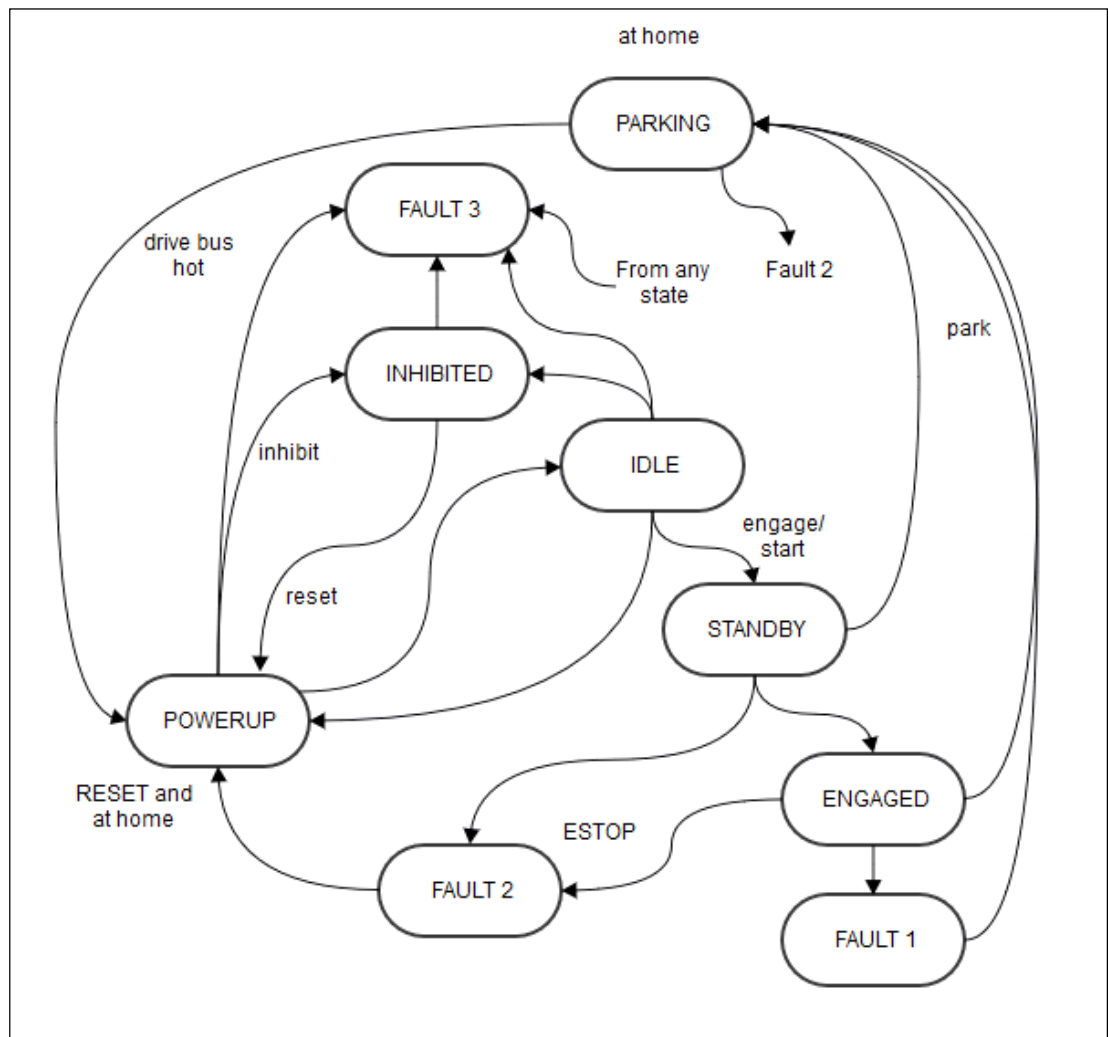 at home
PARKING
FAULT 3
drive bus
hot
From any
state
Fault 2
park
INHIBITED
inhibit
IDLE
engage/
start
reset
STANDBY
POWERUP
RESET and
at home
ENGAGED
ESTOP
FAULT 2
FAULT 1